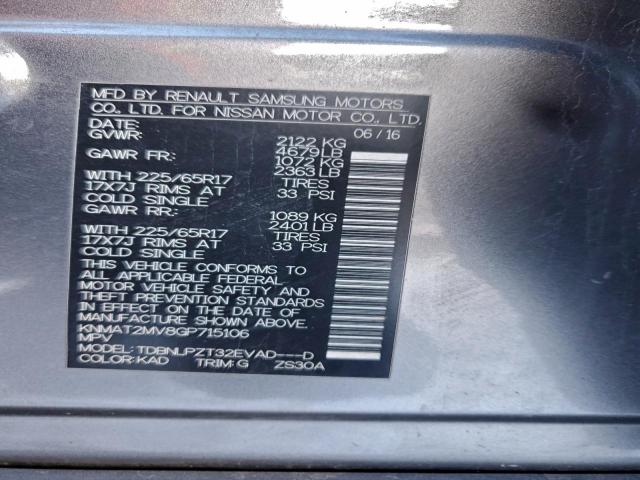 MFD BY RENAULT SAMSUNG MOTORS
CO. LTD. FOR NISSAN MOTOR CO., LTD.
DATE: 06/16
GVWR: 2122 KG
4679 LB
GAWR FR: 1072 KG
2363 LB
WITH 225/65R17 TIRES
17X7J RIMS AT 33 PSI
COLD SINGLE
GAWR RR: 1089 KG
2401 LB
WITH 225/65R17 TIRES
17X7J RIMS AT 33 PSI
COLD SINGLE
THIS VEHICLE CONFORMS TO
ALL APPLICABLE FEDERAL
MOTOR VEHICLE SAFETY AND
THEFT PREVENTION STANDARDS
IN EFFECT ON THE DATE OF
MANUFACTURE SHOWN ABOVE.
KNMAT2MV8GP715106
MPV
MODEL: TDBNLPZT32EVAD---D
COLOR: KAD TRIM: G ZS30A